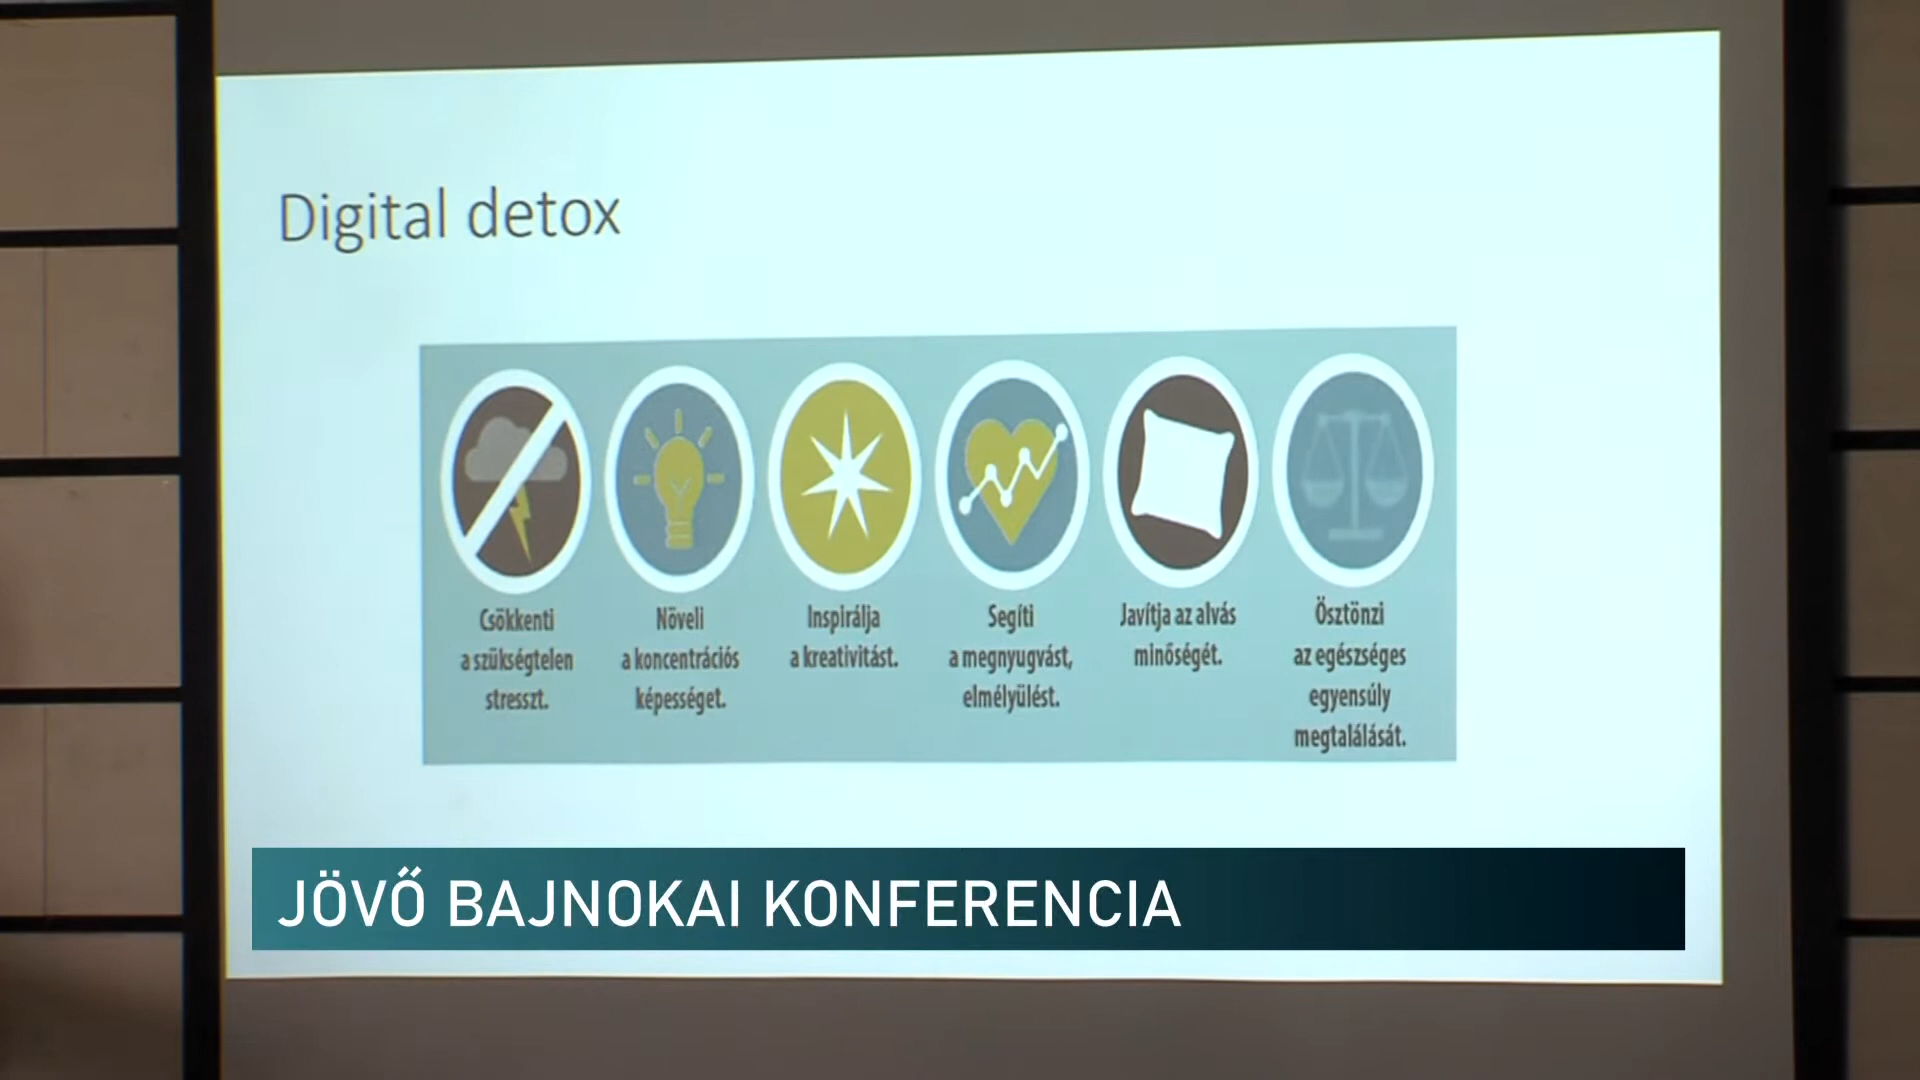 Digital detox
Csökkenti
a szükségtelen
stresszt.
Növeli
a koncentrációs
képességet.
Inspirálja
a kreativitást.
Segíti
a megnyugvást,
elmélyülést.
Javítja az alvás
minőségét.
Ösztönzi
az egészséges
egyensúly
megtalálását.
JÖVŐ BAJNOKAI KONFERENCIA